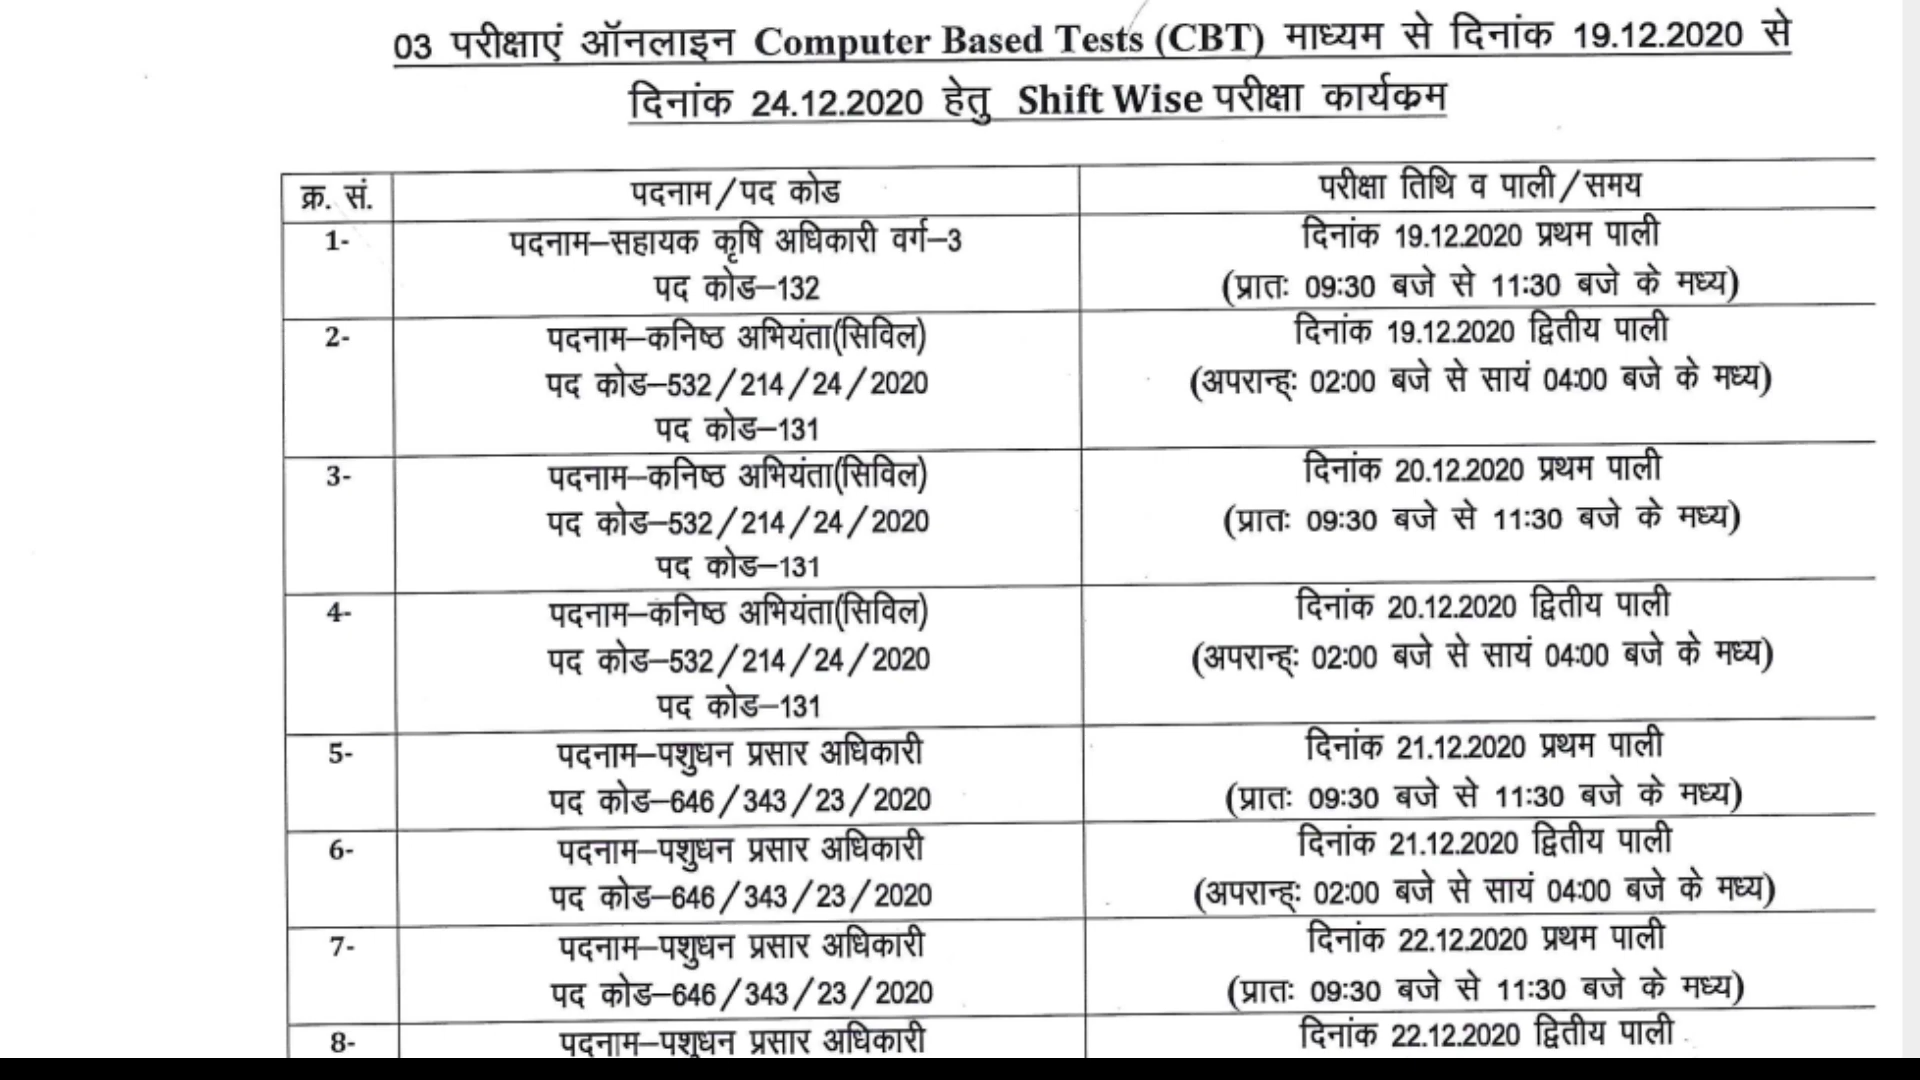 03 परीक्षाएं ऑनलाइन Computer Based Tests (CBT) माध्यम से दिनांक 19.12.2020 से
दिनांक 24.12.2020 हेतु Shift Wise परीक्षा कार्यक्रम
क्र. सं. पदनाम/पद कोड परीक्षा तिथि व पाली/समय
1- पदनाम–सहायक कृषि अधिकारी वर्ग–3 दिनांक 19.12.2020 प्रथम पाली
पद कोड–132 (प्रातः 09:30 बजे से 11:30 बजे के मध्य)
2- पदनाम–कनिष्ठ अभियंता(सिविल) दिनांक 19.12.2020 द्वितीय पाली
पद कोड–532/214/24/2020 (अपरान्ह्: 02:00 बजे से सायं 04:00 बजे के मध्य)
पद कोड–131
3- पदनाम–कनिष्ठ अभियंता(सिविल) दिनांक 20.12.2020 प्रथम पाली
पद कोड–532/214/24/2020 (प्रातः 09:30 बजे से 11:30 बजे के मध्य)
पद कोड–131
4- पदनाम–कनिष्ठ अभियंता(सिविल) दिनांक 20.12.2020 द्वितीय पाली
पद कोड–532/214/24/2020 (अपरान्ह्: 02:00 बजे से सायं 04:00 बजे के मध्य)
पद कोड–131
5- पदनाम–पशुधन प्रसार अधिकारी दिनांक 21.12.2020 प्रथम पाली
पद कोड–646/343/23/2020 (प्रातः 09:30 बजे से 11:30 बजे के मध्य)
6- पदनाम–पशुधन प्रसार अधिकारी दिनांक 21.12.2020 द्वितीय पाली
पद कोड–646/343/23/2020 (अपरान्ह्: 02:00 बजे से सायं 04:00 बजे के मध्य)
7- पदनाम–पशुधन प्रसार अधिकारी दिनांक 22.12.2020 प्रथम पाली
पद कोड–646/343/23/2020 (प्रातः 09:30 बजे से 11:30 बजे के मध्य)
8- पदनाम–पशुधन प्रसार अधिकारी दिनांक 22.12.2020 द्वितीय पाली